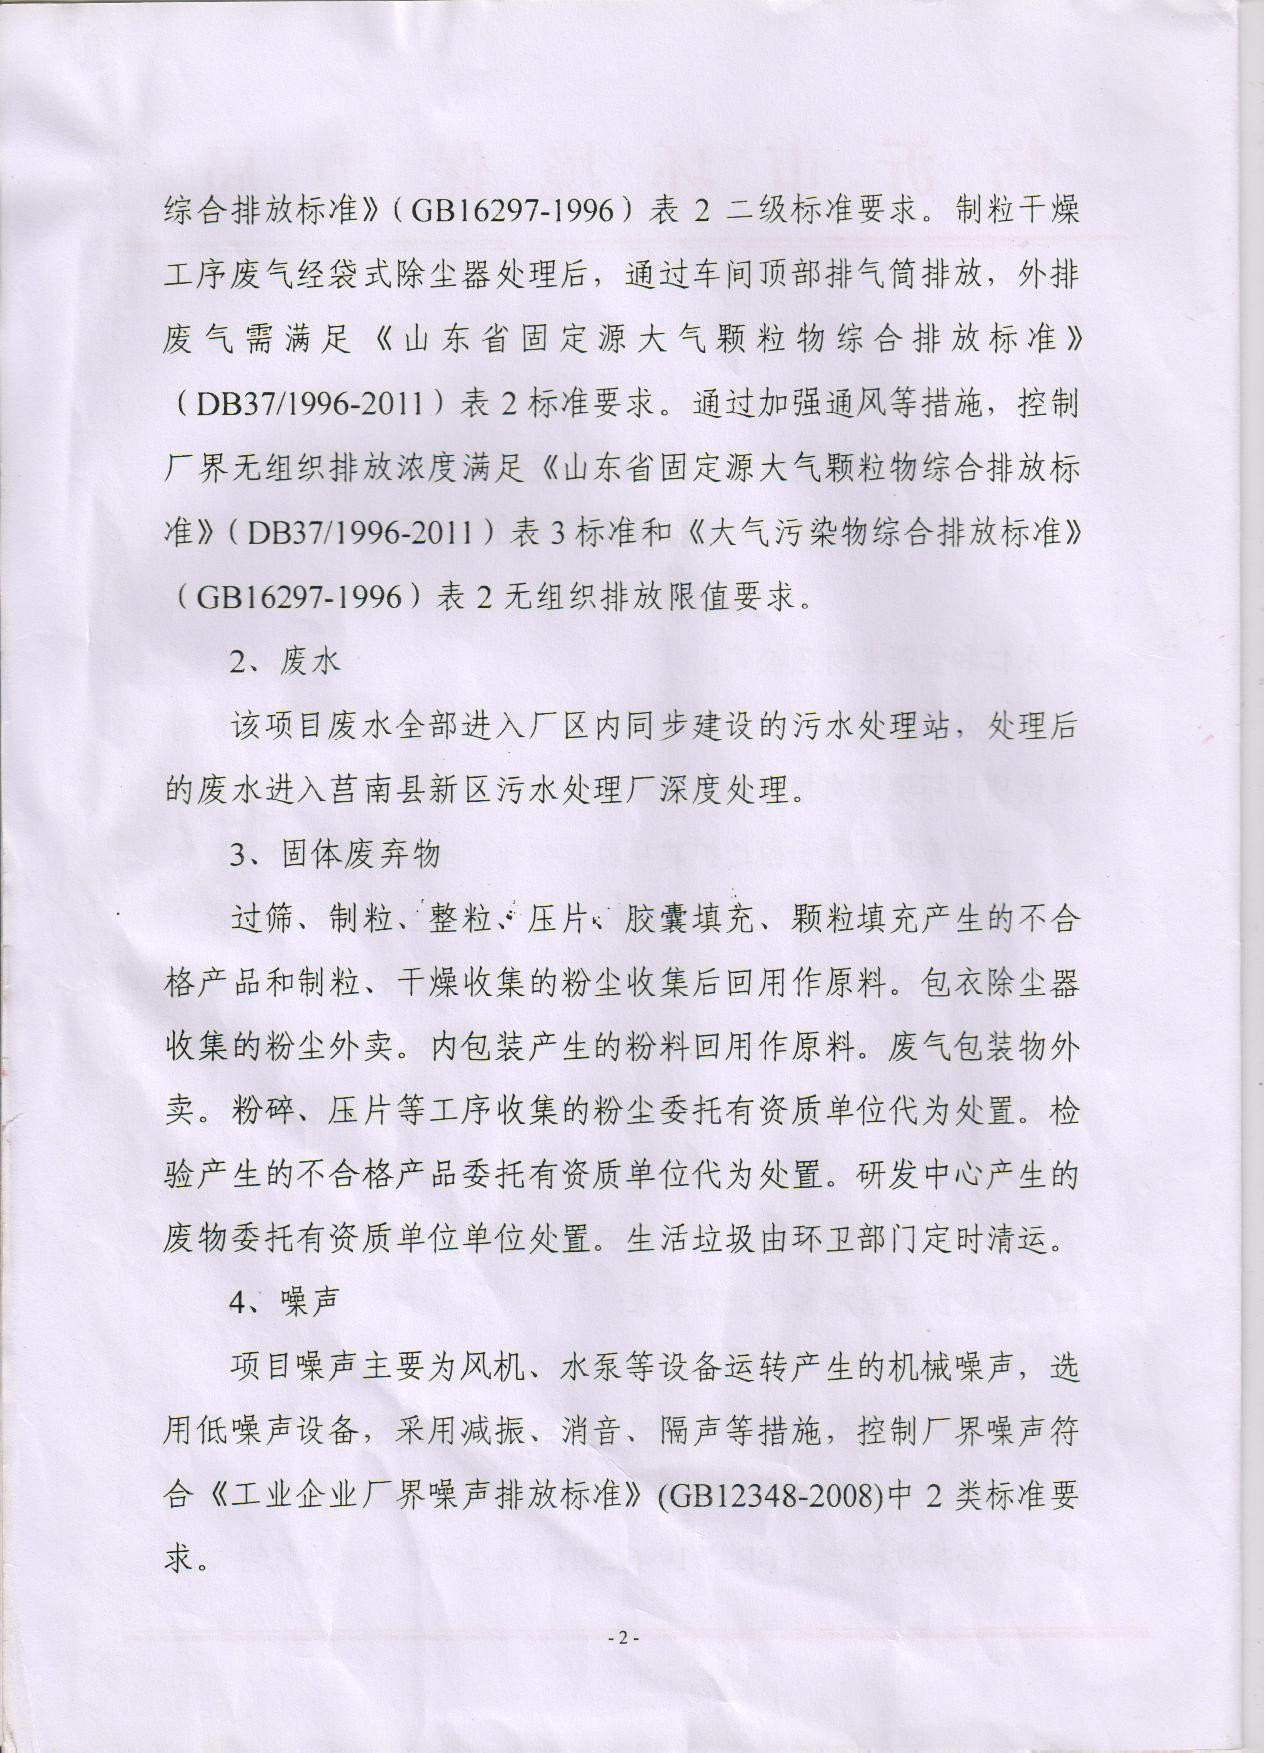 综合排放标准》（GB16297-1996）表 2 二级标准要求。制粒干燥
工序废气经袋式除尘器处理后，通过车间顶部排气筒排放，外排
废气需满足《山东省固定源大气颗粒物综合排放标准》
（DB37/1996-2011）表 2 标准要求。通过加强通风等措施，控制
厂界无组织排放浓度满足《山东省固定源大气颗粒物综合排放标
准》（DB37/1996-2011）表 3 标准和《大气污染物综合排放标准》
（GB16297-1996）表 2 无组织排放限值要求。
2、废水
该项目废水全部进入厂区内同步建设的污水处理站，处理后
的废水进入莒南县新区污水处理厂深度处理。
3、固体废弃物
过筛、制粒、整粒、压片、胶囊填充、颗粒填充产生的不合
格产品和制粒、干燥收集的粉尘收集后回用作原料。包衣除尘器
收集的粉尘外卖。内包装产生的粉料回用作原料。废气包装物外
卖。粉碎、压片等工序收集的粉尘委托有资质单位代为处置。检
验产生的不合格产品委托有资质单位代为处置。研发中心产生的
废物委托有资质单位单位处置。生活垃圾由环卫部门定时清运。
4、噪声
项目噪声主要为风机、水泵等设备运转产生的机械噪声，选
用低噪声设备，采用减振、消音、隔声等措施，控制厂界噪声符
合《工业企业厂界噪声排放标准》(GB12348-2008)中 2 类标准要
求。
- 2 -